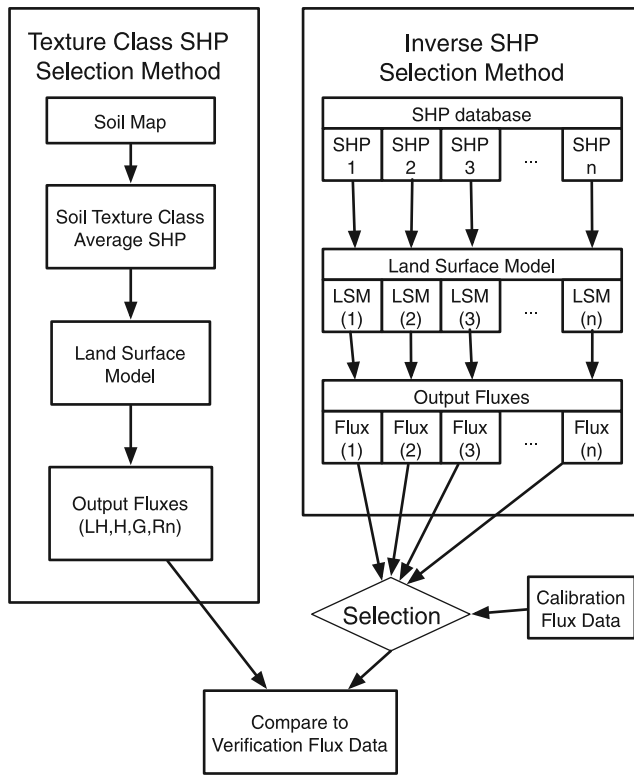 Texture Class SHP
Selection Method
Soil Map
Soil Texture Class
Average SHP
Land Surface
Model
Output Fluxes
(LH,H,G,Rn)
Inverse SHP
Selection Method
SHP database
SHP SHP SHP SHP
1 2 3 ... n
Land Surface Model
LSM LSM LSM LSM
(1) (2) (3) ... (n)
Output Fluxes
Flux Flux Flux Flux
(1) (2) (3) ... (n)
Selection
Calibration
Flux Data
Compare to
Verification Flux Data